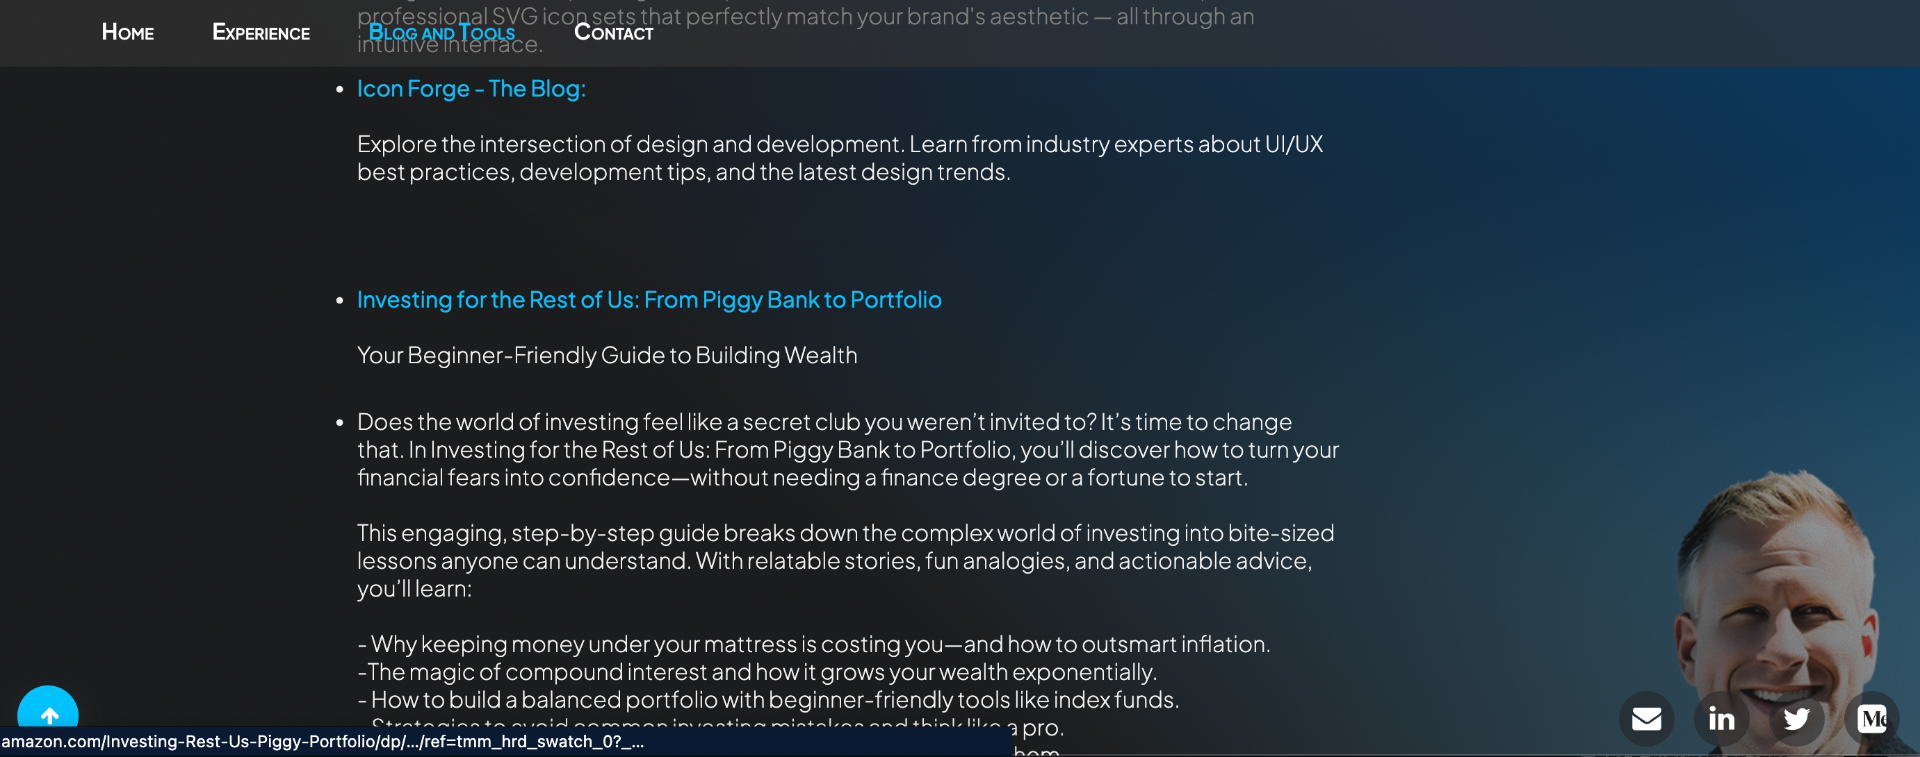 professional SVG icon sets that perfectly match your brand's aesthetic — all through an
Home Experience Blog and Tools Contact
intuitive interface.
• Icon Forge - The Blog:
Explore the intersection of design and development. Learn from industry experts about UI/UX
best practices, development tips, and the latest design trends.
• Investing for the Rest of Us: From Piggy Bank to Portfolio
Your Beginner-Friendly Guide to Building Wealth
• Does the world of investing feel like a secret club you weren’t invited to? It’s time to change
that. In Investing for the Rest of Us: From Piggy Bank to Portfolio, you’ll discover how to turn your
financial fears into confidence—without needing a finance degree or a fortune to start.
This engaging, step-by-step guide breaks down the complex world of investing into bite-sized
lessons anyone can understand. With relatable stories, fun analogies, and actionable advice,
you’ll learn:
- Why keeping money under your mattress is costing you—and how to outsmart inflation.
-The magic of compound interest and how it grows your wealth exponentially.
- How to build a balanced portfolio with beginner-friendly tools like index funds.
- Strategies to avoid common investing mistakes and think like a pro.
amazon.com/Investing-Rest-Us-Piggy-Portfolio/dp/.../ref=tmm_hrd_swatch_0?_...